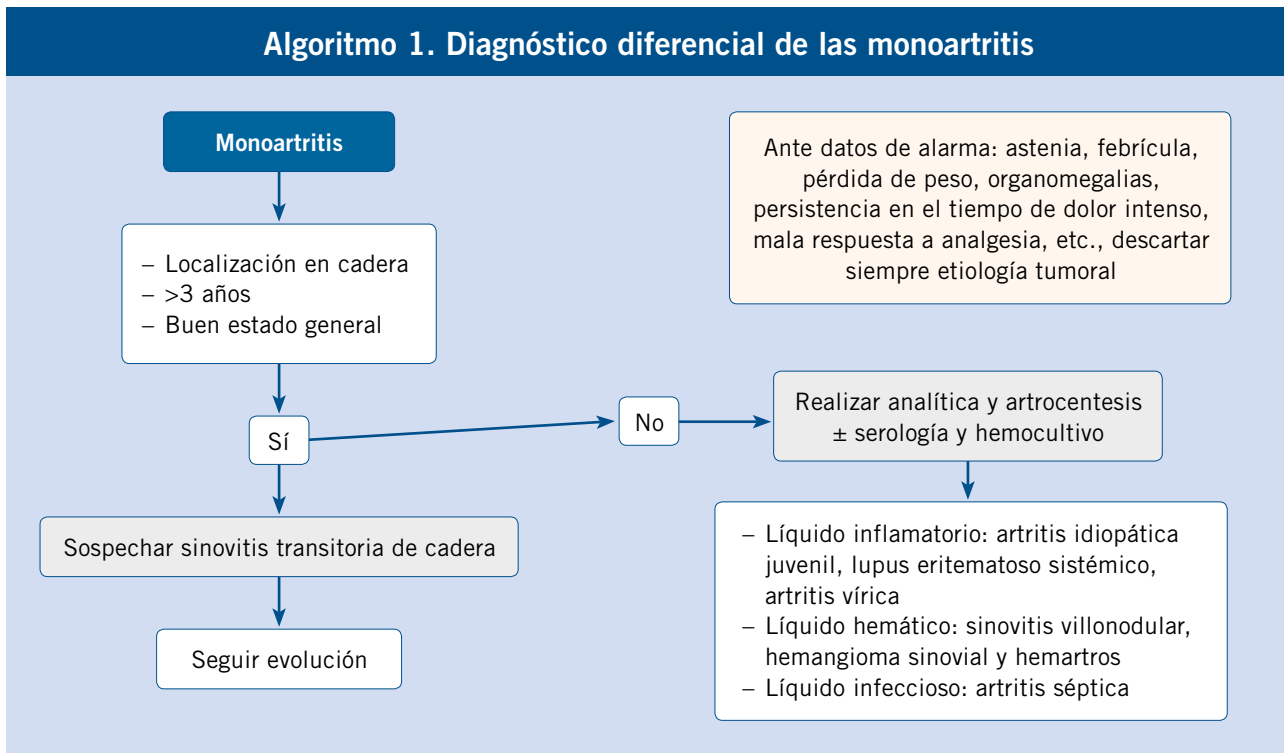 Algoritmo 1. Diagnóstico diferencial de las monoartritis
Monoartritis
– Localización en cadera
– >3 años
– Buen estado general
Sí
Sospechar sinovitis transitoria de cadera
Seguir evolución
Ante datos de alarma: astenia, febrícula,
pérdida de peso, organomegalias,
persistencia en el tiempo de dolor intenso,
mala respuesta a analgesia, etc., descartar
siempre etiología tumoral
No
Realizar analítica y artrocentesis
± serología y hemocultivo
– Líquido inflamatorio: artritis idiopática
juvenil, lupus eritematoso sistémico,
artritis vírica
– Líquido hemático: sinovitis villonodular,
hemangioma sinovial y hemartros
– Líquido infeccioso: artritis séptica